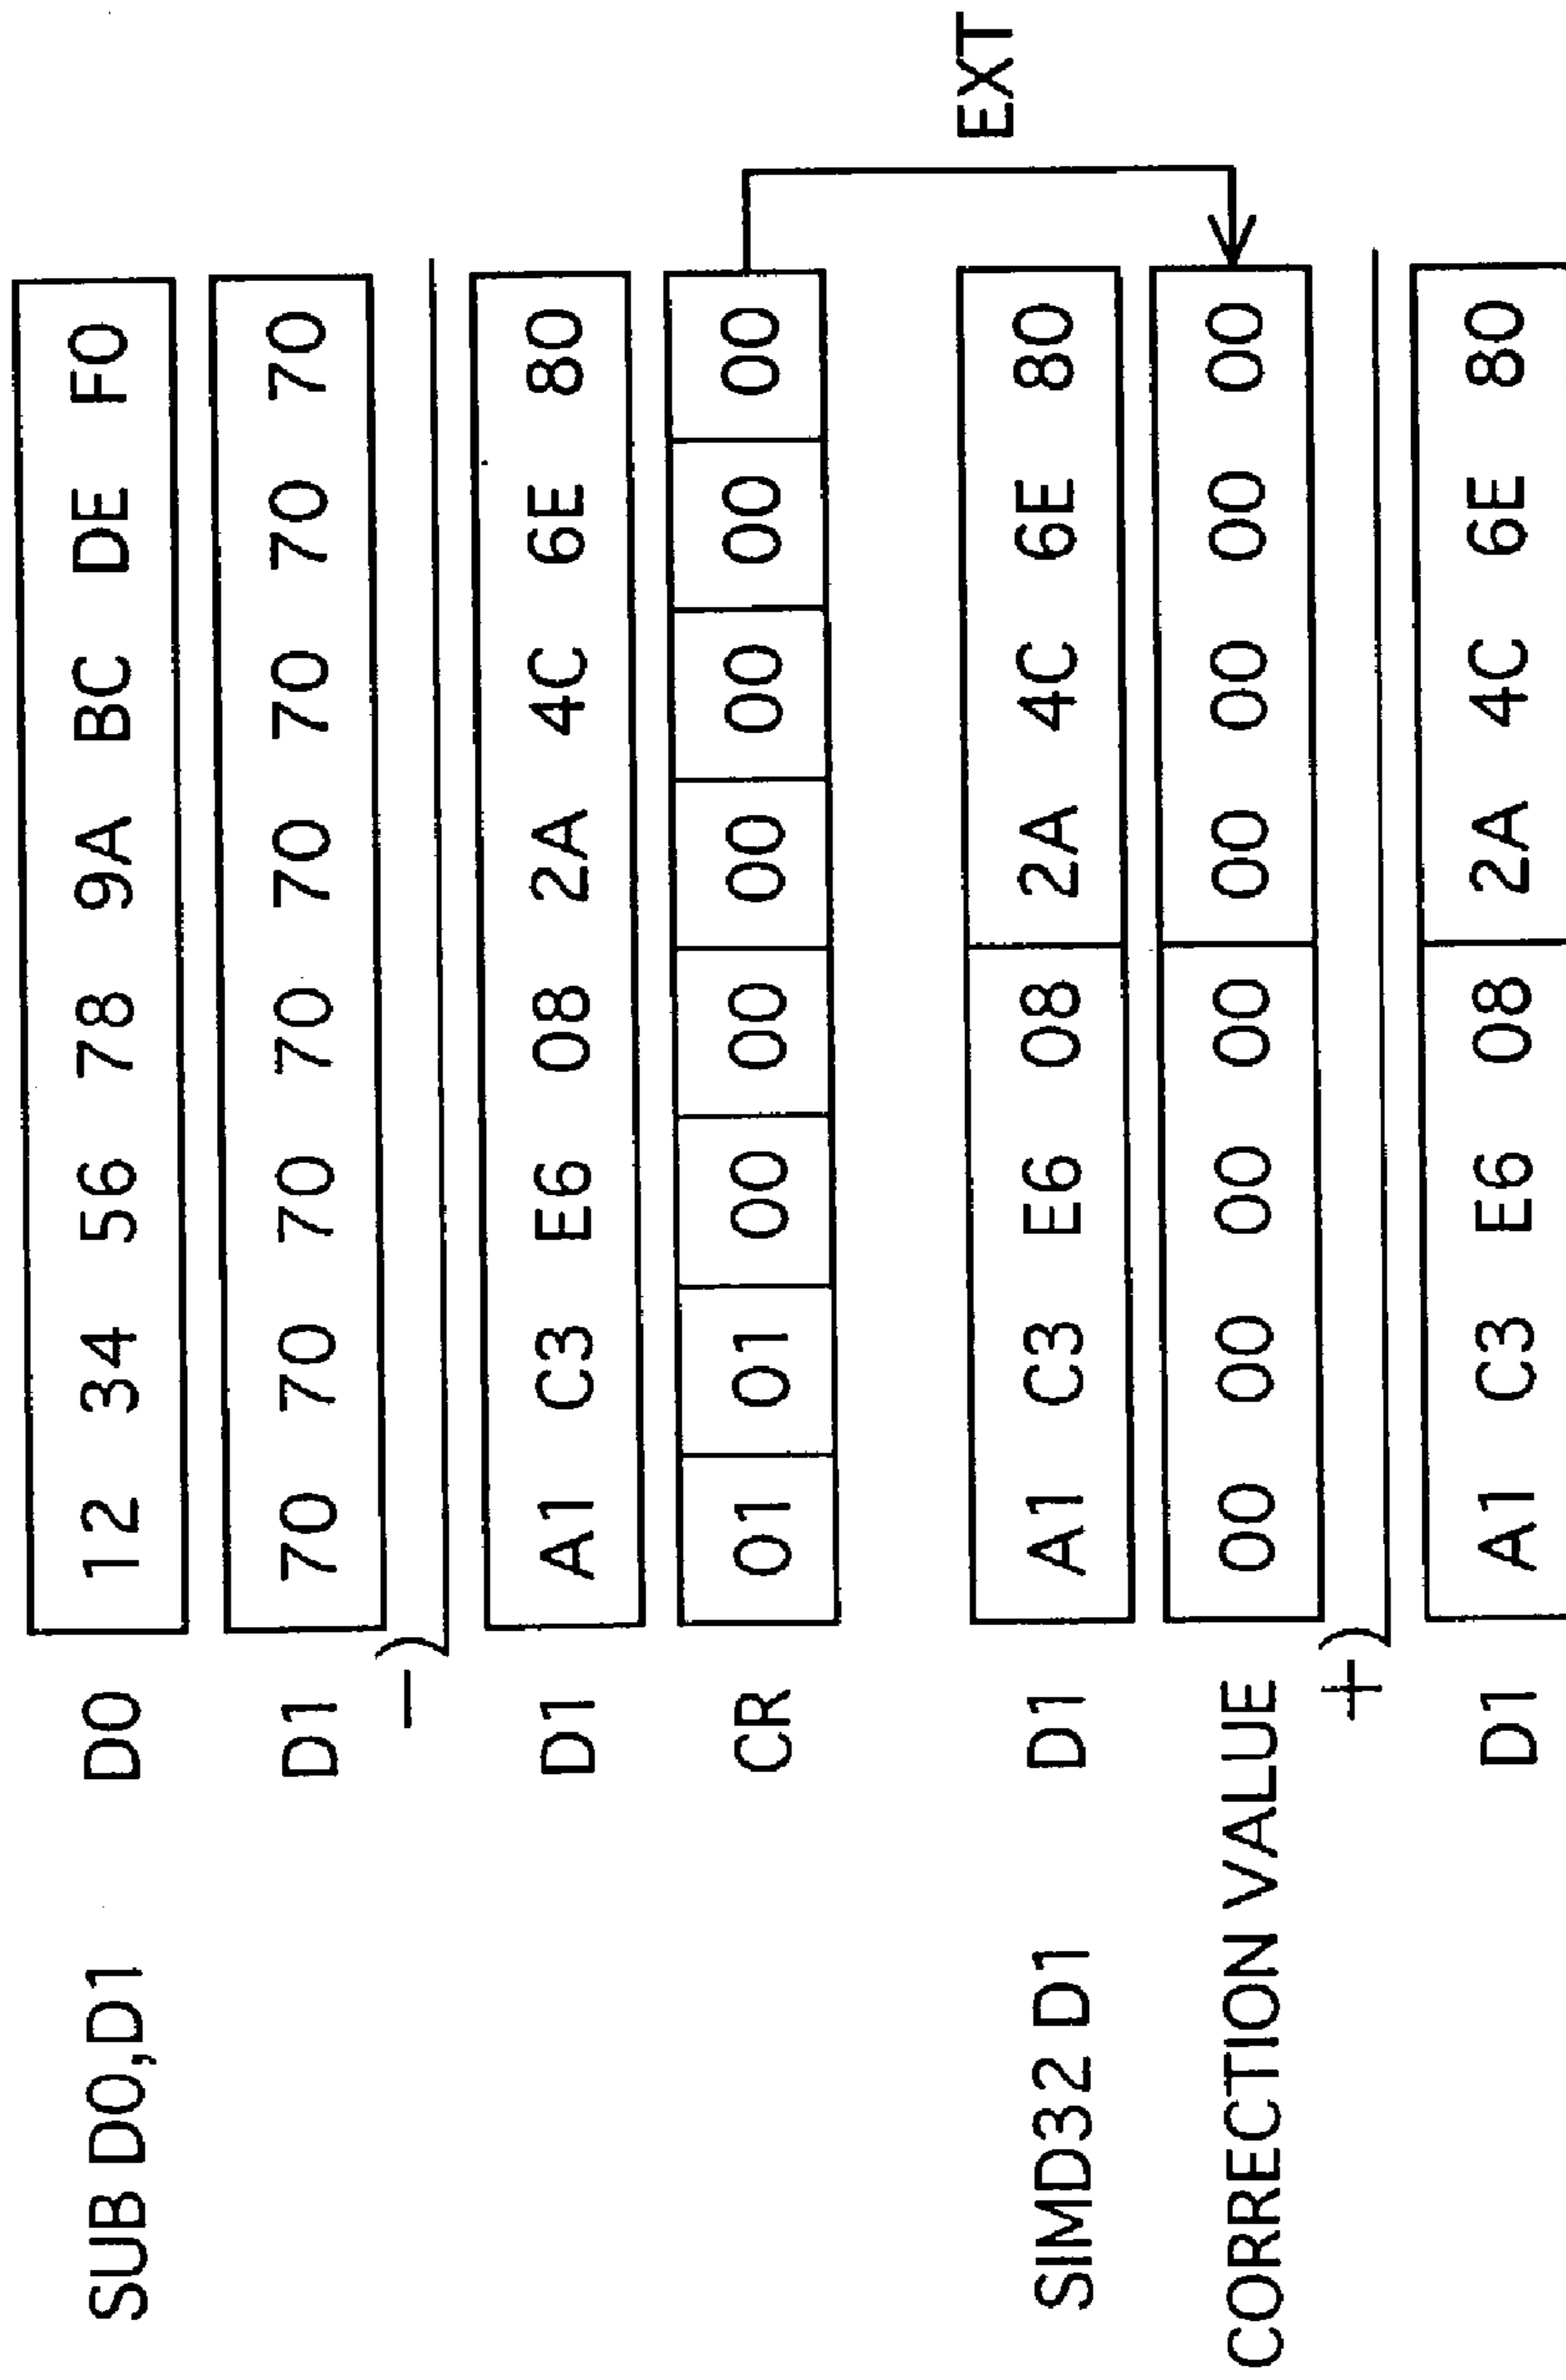 SUB D0,D1 D0 12 34 56 78 9A BC DE F0
D1 70 70 70 70 70 70 70 70
−)
D1 A1 C3 E6 08 2A 4C 6E 80
CR 01 01 00 00 00 00 00 00
EXT
SIMD32 D1 D1 A1 C3 E6 08 2A 4C 6E 80
CORRECTION VALUE 00 00 00 00 00 00 00 00
+)
D1 A1 C3 E6 08 2A 4C 6E 80